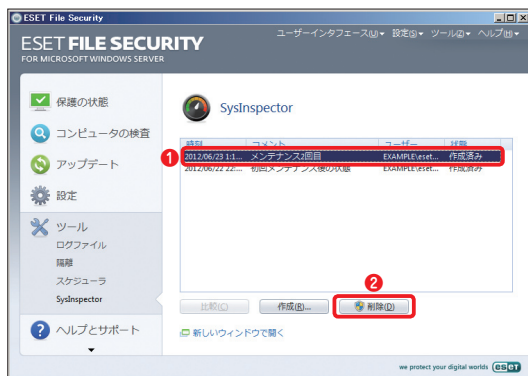 ESET File Security
ESET FILE SECURITY
FOR MICROSOFT WINDOWS SERVER
ユーザーインタフェース(U)▾ 設定(S)▾ ツール(Z)▾ ヘルプ(H)▾
保護の状態
コンピュータの検査
アップデート
設定
ツール
ログファイル
隔離
スケジューラ
SysInspector
ヘルプとサポート
SysInspector
時刻 コメント ユーザー 状態
1
2012/06/23 1:1... メンテナンス2回目 EXAMPLE\eset... 作成済み
2012/06/22 22:... 初回メンテナンス後の状態 EXAMPLE\eset... 作成済み
2
比較(C) 作成(R)... 削除(D)
新しいウィンドウで開く
we protect your digital worlds eset